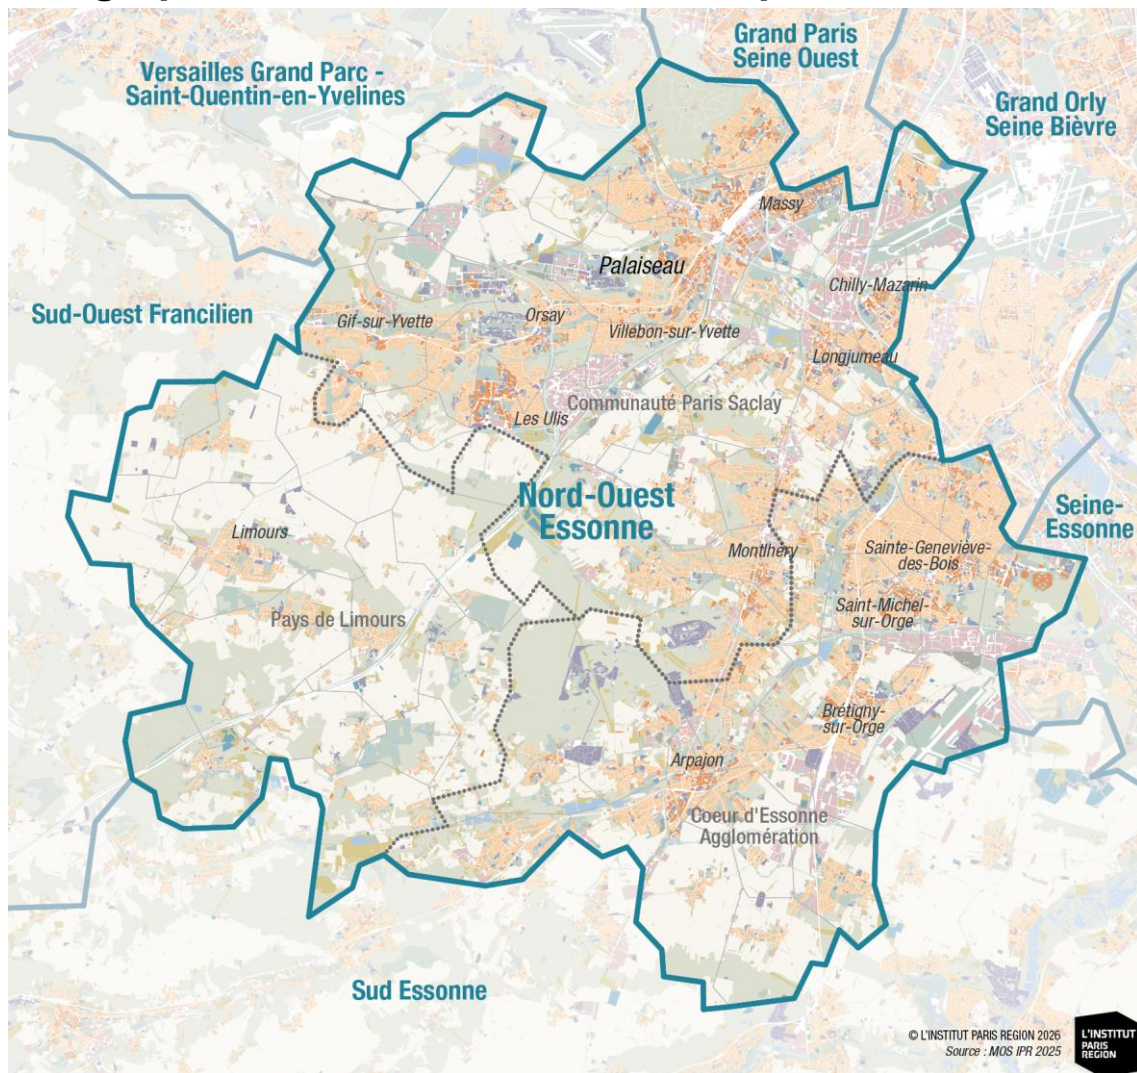 Grand Paris
Seine Ouest
Versailles Grand Parc -
Saint-Quentin-en-Yvelines
Grand Orly
Seine Bièvre
Massy
Palaiseau
Chilly-Mazarin
Sud-Ouest Francilien
Gif-sur-Yvette
Orsay
Villebon-sur-Yvette
Longjumeau
Communauté Paris Saclay
Les Ulis
Nord-Ouest
Essonne
Seine-
Essonne
Limours
Montlhéry
Sainte-Geneviève-
des-Bois
Pays de Limours
Saint-Michel-
sur-Orge
Brétigny-
sur-Orge
Arpajon
Coeur d'Essonne
Agglomération
Sud Essonne
© L'INSTITUT PARIS REGION 2026
Source : MOS IPR 2025
L'INSTITUT
PARIS
REGION